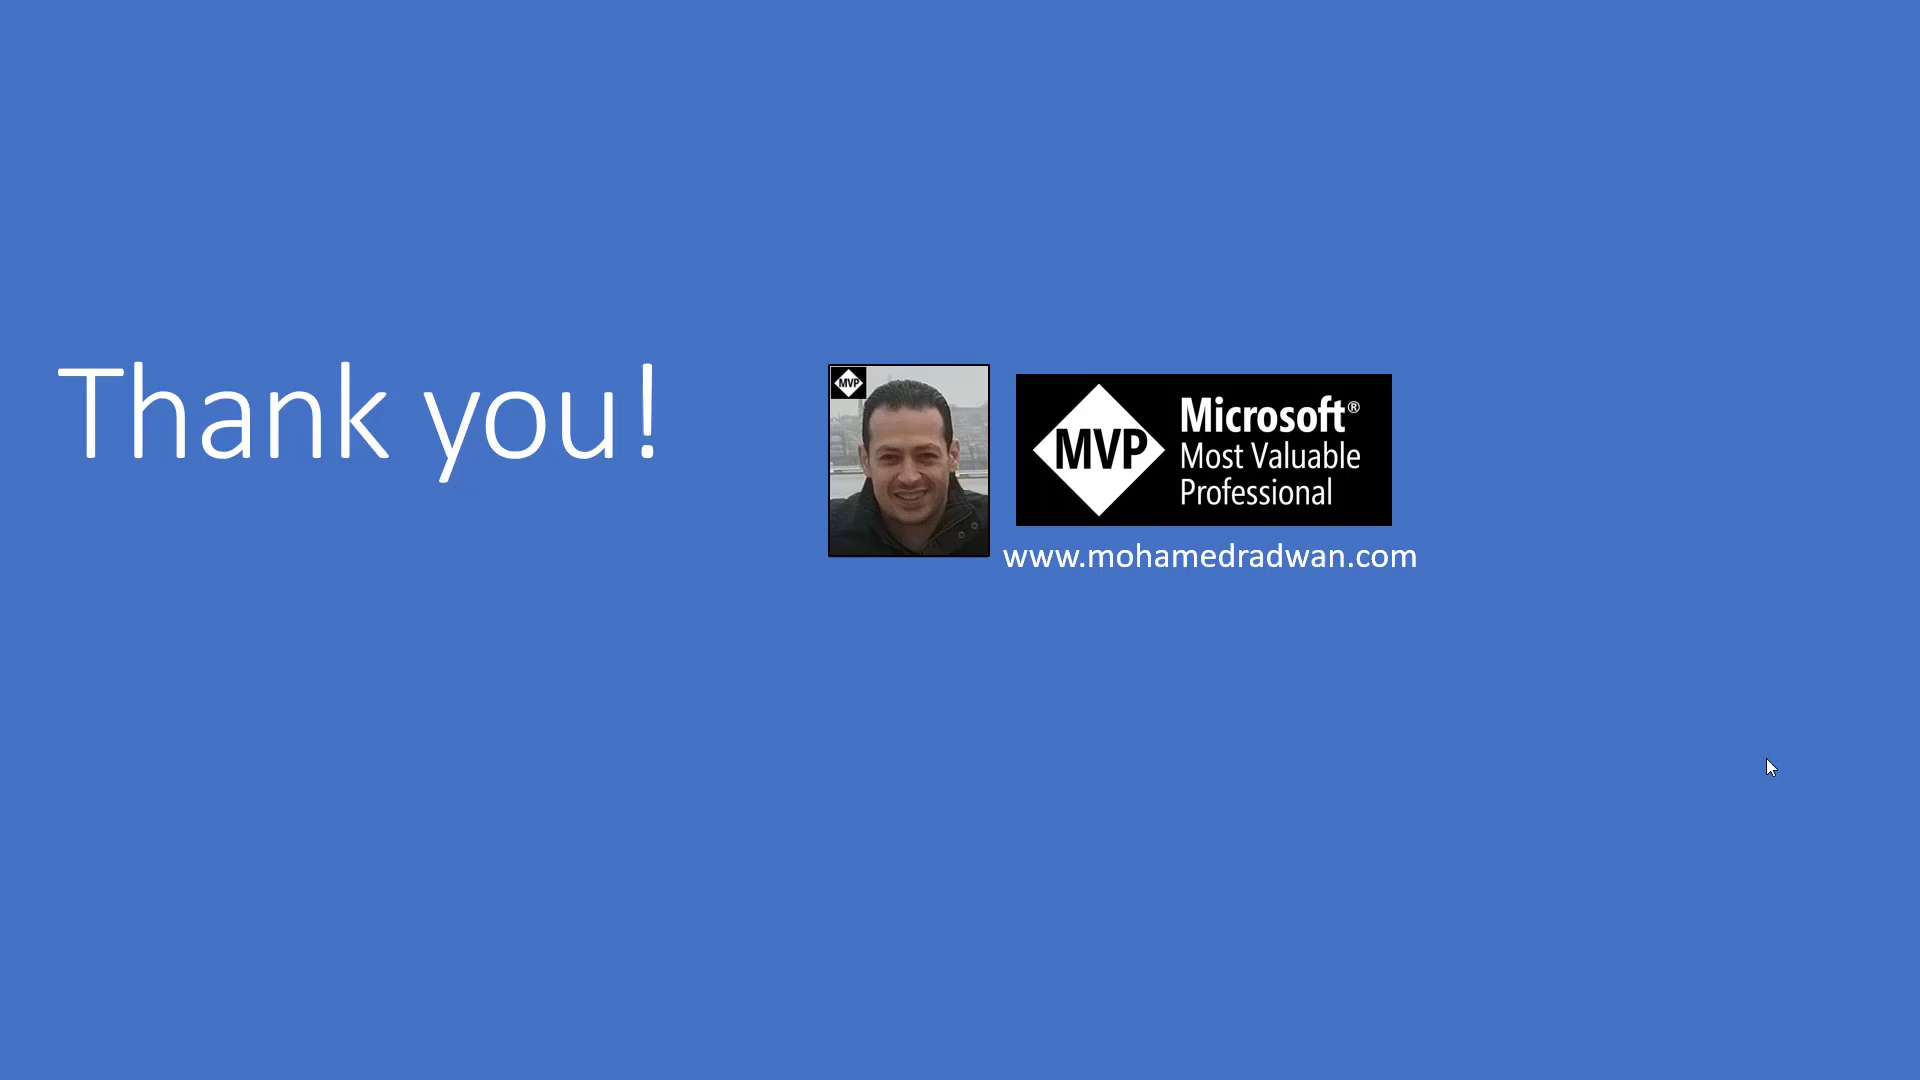 Thank you!
MVP
MVP
Microsoft®
Most Valuable
Professional
www.mohamedradwan.com